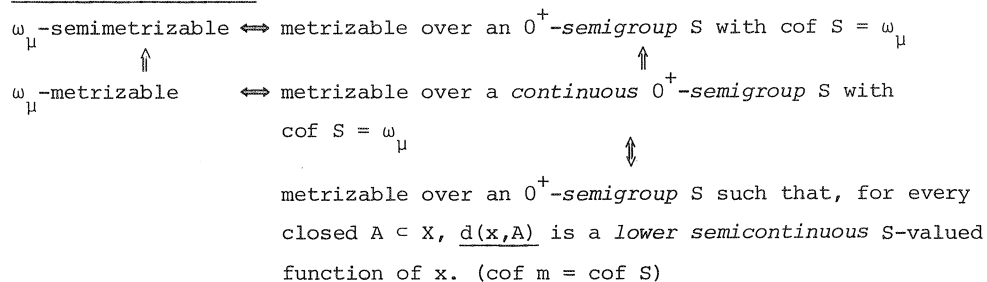 ω_μ-semimetrizable ⇔ metrizable over an 0⁺-semigroup S with cof S = ω_μ
⇑ ⇑
ω_μ-metrizable ⇔ metrizable over a continuous 0⁺-semigroup S with
cof S = ω_μ
⇕
metrizable over an 0⁺-semigroup S such that, for every
closed A ⊂ X, d(x,A) is a lower semicontinuous S-valued
function of x. (cof m = cof S)